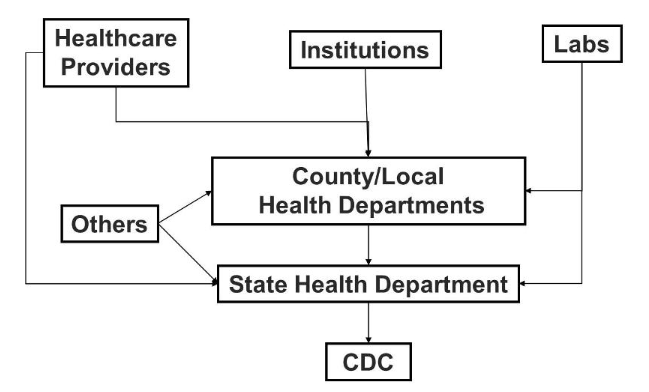 Healthcare
Providers
Institutions
Labs
County/Local
Health Departments
Others
State Health Department
CDC